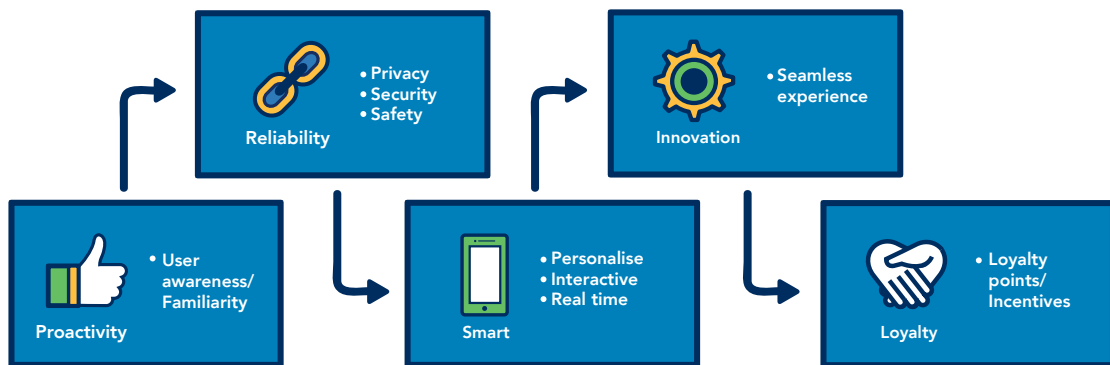 Proactivity
• User
awareness/
Familiarity
Reliability
• Privacy
• Security
• Safety
Smart
• Personalise
• Interactive
• Real time
Innovation
• Seamless
experience
Loyalty
• Loyalty
points/
Incentives